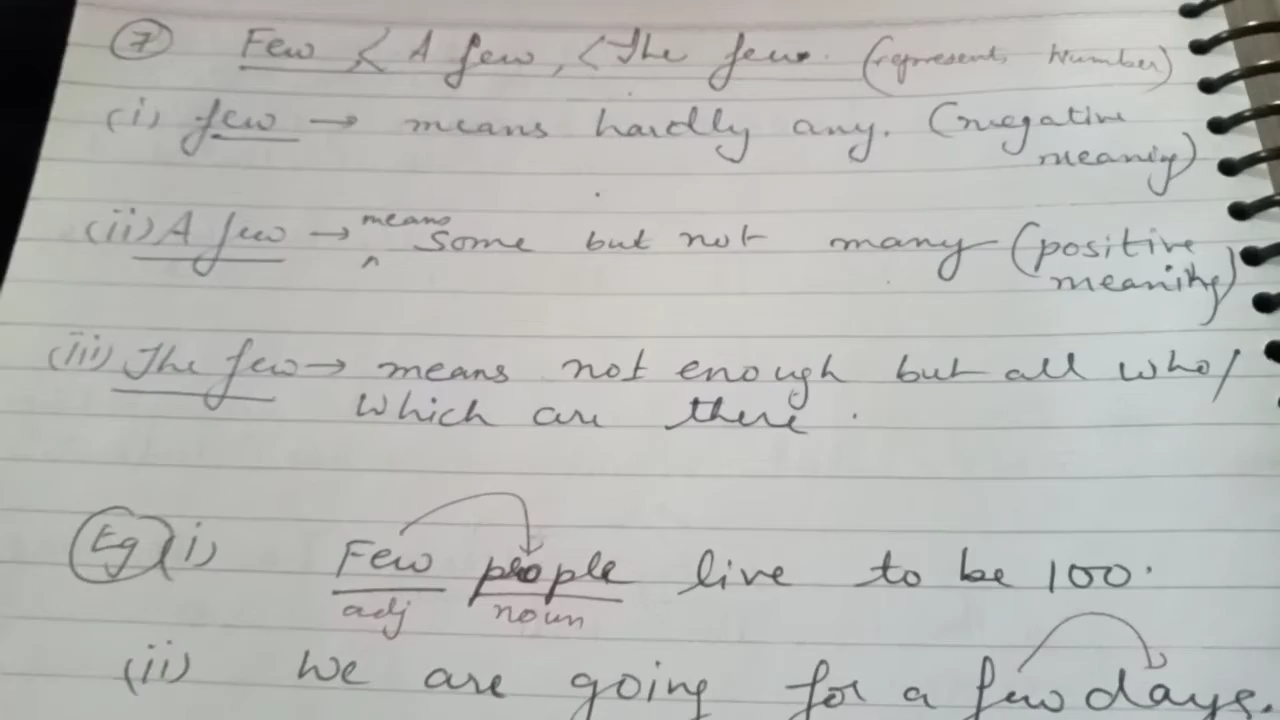 7 Few < A few, < The few. (represents Number)
(i) few → means hardly any. (negative
meaning)
(ii) A few → means some but not many (positive
meaning)
(iii) The few → means not enough but all who/
which are there.
Eg (i) Few people live to be 100.
adj noun
(ii) We are going for a few days.